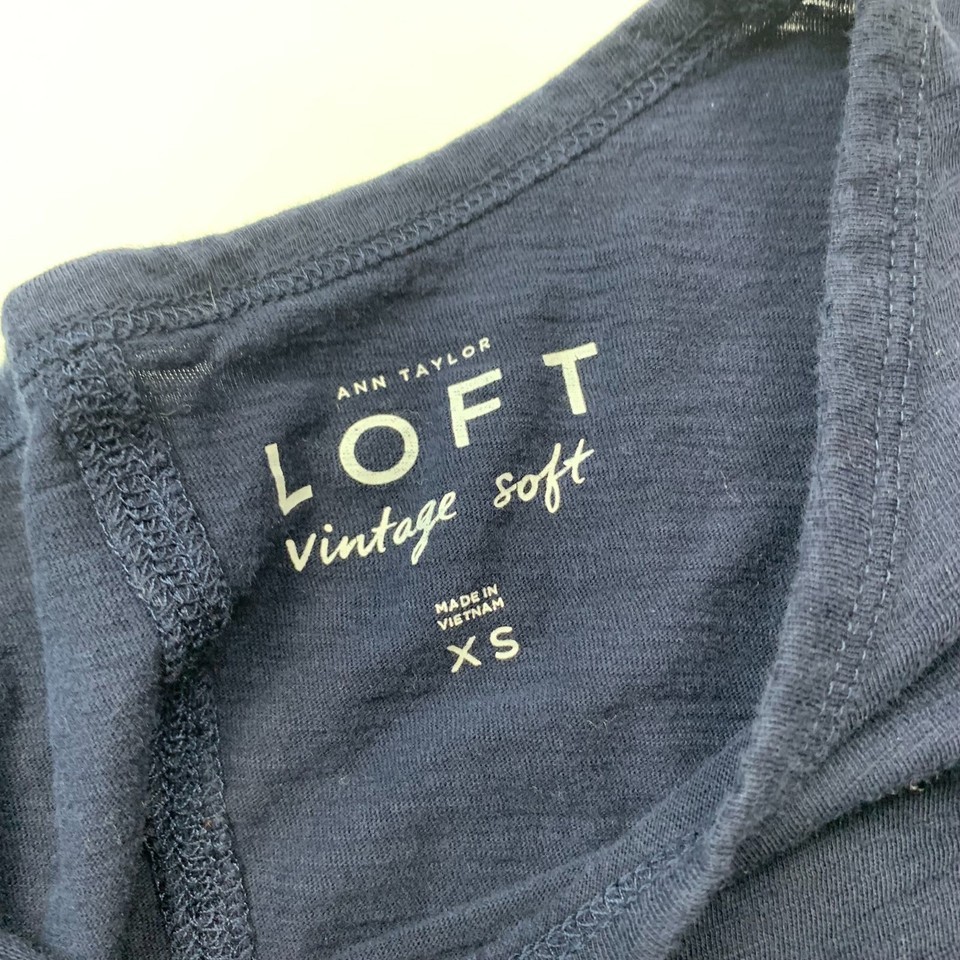 ANN TAYLOR
LOFT
vintage soft
MADE IN
VIETNAM
XS